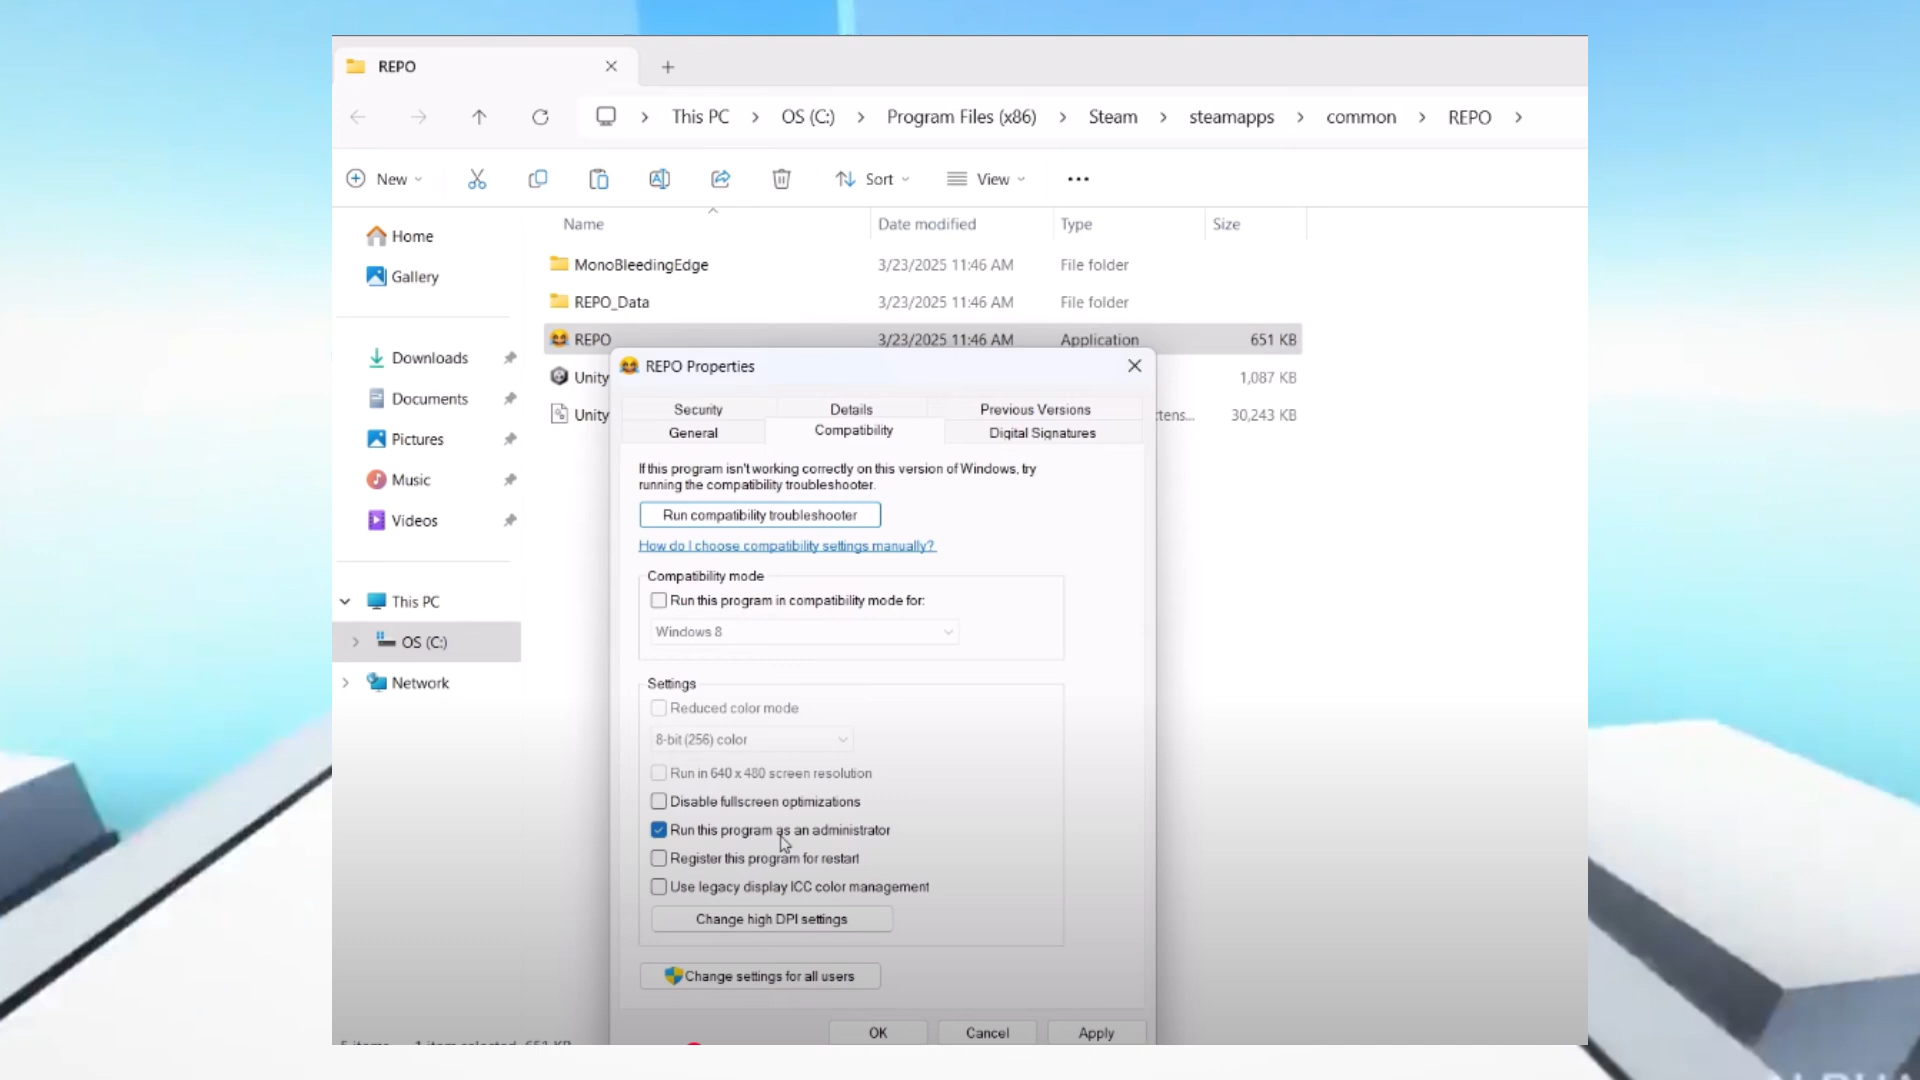 REPO
This PC > OS (C:) > Program Files (x86) > Steam > steamapps > common > REPO >
New
Sort
View
Name
Date modified
Type
Size
Home
Gallery
Downloads
Documents
Pictures
Music
Videos
This PC
OS (C:)
Network
MonoBleedingEdge 3/23/2025 11:46 AM File folder
REPO_Data 3/23/2025 11:46 AM File folder
REPO 3/23/2025 11:46 AM Application 651 KB
Unity 1,087 KB
Unity tens... 30,243 KB
REPO Properties
Security Details Previous Versions
General Compatibility Digital Signatures
If this program isn't working correctly on this version of Windows, try
running the compatibility troubleshooter.
Run compatibility troubleshooter
How do I choose compatibility settings manually?
Compatibility mode
Run this program in compatibility mode for:
Windows 8
Settings
Reduced color mode
8-bit (256) color
Run in 640 x 480 screen resolution
Disable fullscreen optimizations
Run this program as an administrator
Register this program for restart
Use legacy display ICC color management
Change high DPI settings
Change settings for all users
OK Cancel Apply